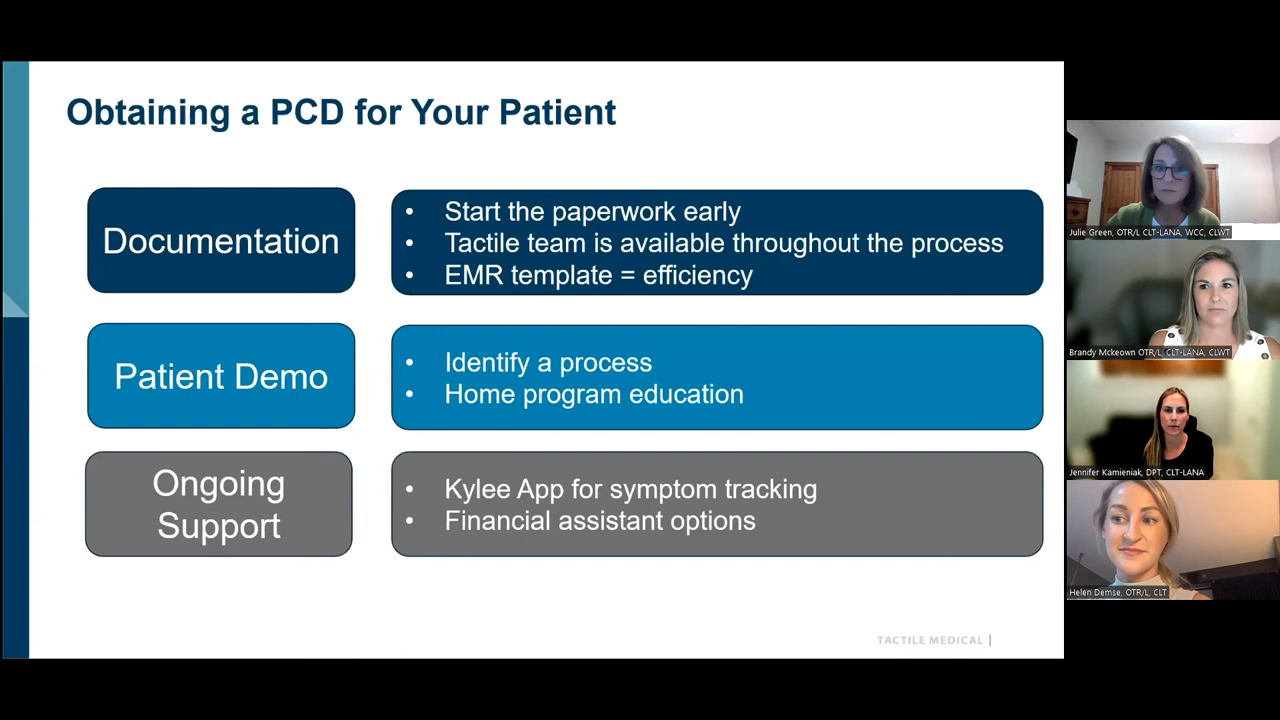 Obtaining a PCD for Your Patient
Documentation
• Start the paperwork early
• Tactile team is available throughout the process
• EMR template = efficiency
Patient Demo
• Identify a process
• Home program education
Ongoing
Support
• Kylee App for symptom tracking
• Financial assistant options
TACTILE MEDICAL |
Julie Green, OTR/L CLT-LANA, WCC, CLWT
Brandy Mckeown OTR/L, CLT-LANA, CLWT
Jennifer Kamieniak, DPT, CLT-LANA
Helen Demse, OTR/L, CLT